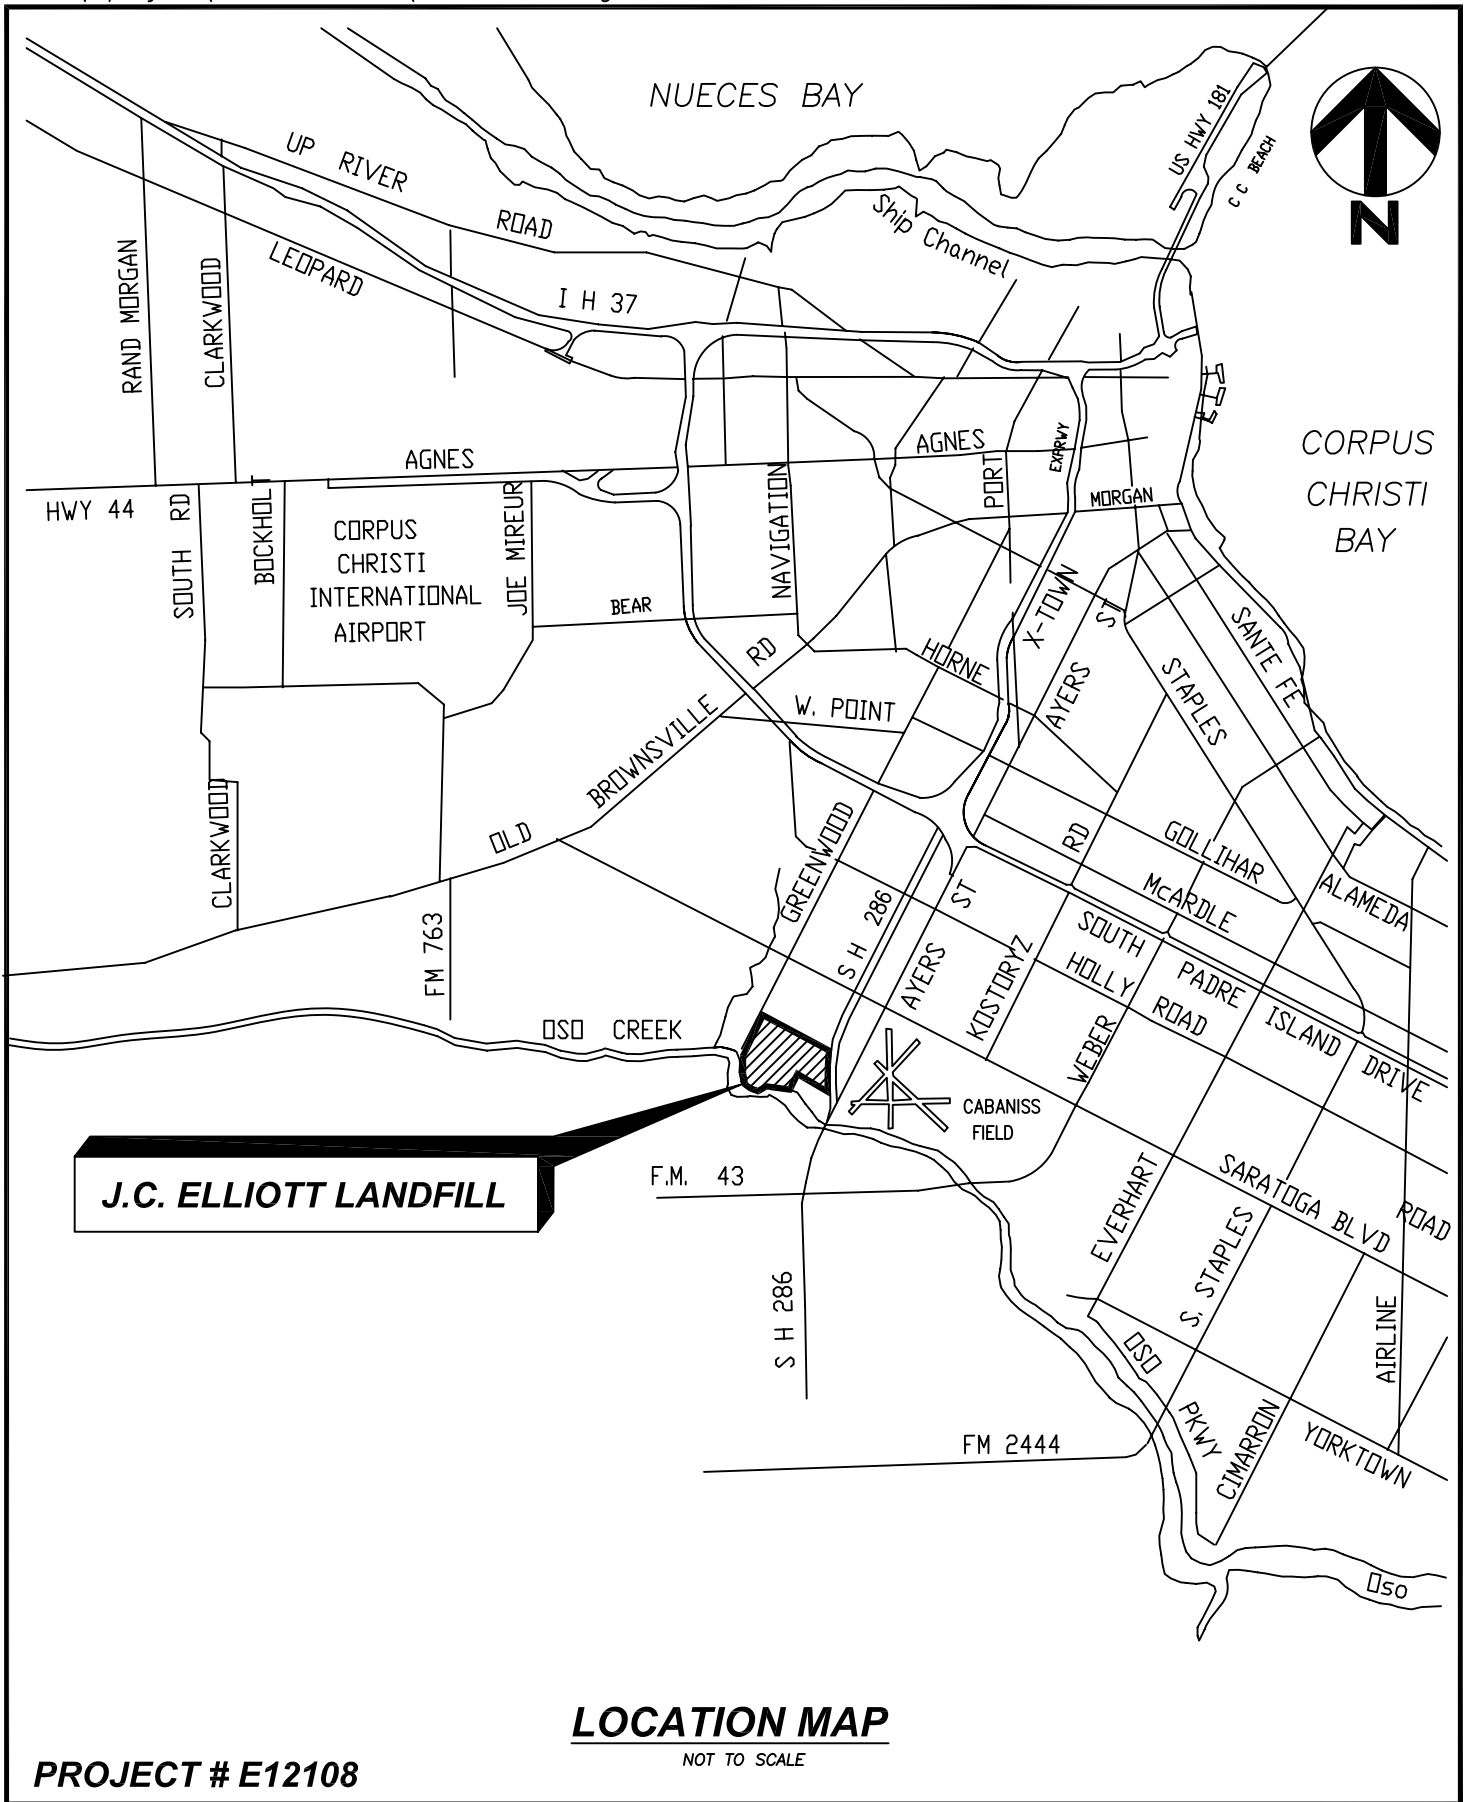 NUECES BAY
US HWY 181
C C BEACH
N
UP RIVER ROAD
Ship Channel
LEOPARD
I H 37
RAND MORGAN
CLARKWOOD
CORPUS
CHRISTI
BAY
AGNES
AGNES
EXPRWY
PORT
MORGAN
HWY 44
SOUTH RD
BOCKHOLT
CORPUS
CHRISTI
INTERNATIONAL
AIRPORT
JOE MIREUR
NAVIGATION
BEAR
X-TOWN
HORNE
AYERS ST
STAPLES
SANTE FE
W. POINT
OLD BROWNSVILLE RD
CLARKWOOD
GREENWOOD
GOLLIHAR
McARDLE
ALAMEDA
FM 763
S H 286
AYERS ST
KOSTORYZ RD
SOUTH PADRE ISLAND DRIVE
HOLLY ROAD
WEBER
OSO CREEK
CABANISS
FIELD
J.C. ELLIOTT LANDFILL
F.M. 43
EVERHART
SARATOGA BLVD
ROAD
S. STAPLES
S H 286
AIRLINE
OSO PKWY
CIMARRON
YORKTOWN
FM 2444
Oso
LOCATION MAP
NOT TO SCALE
PROJECT # E12108